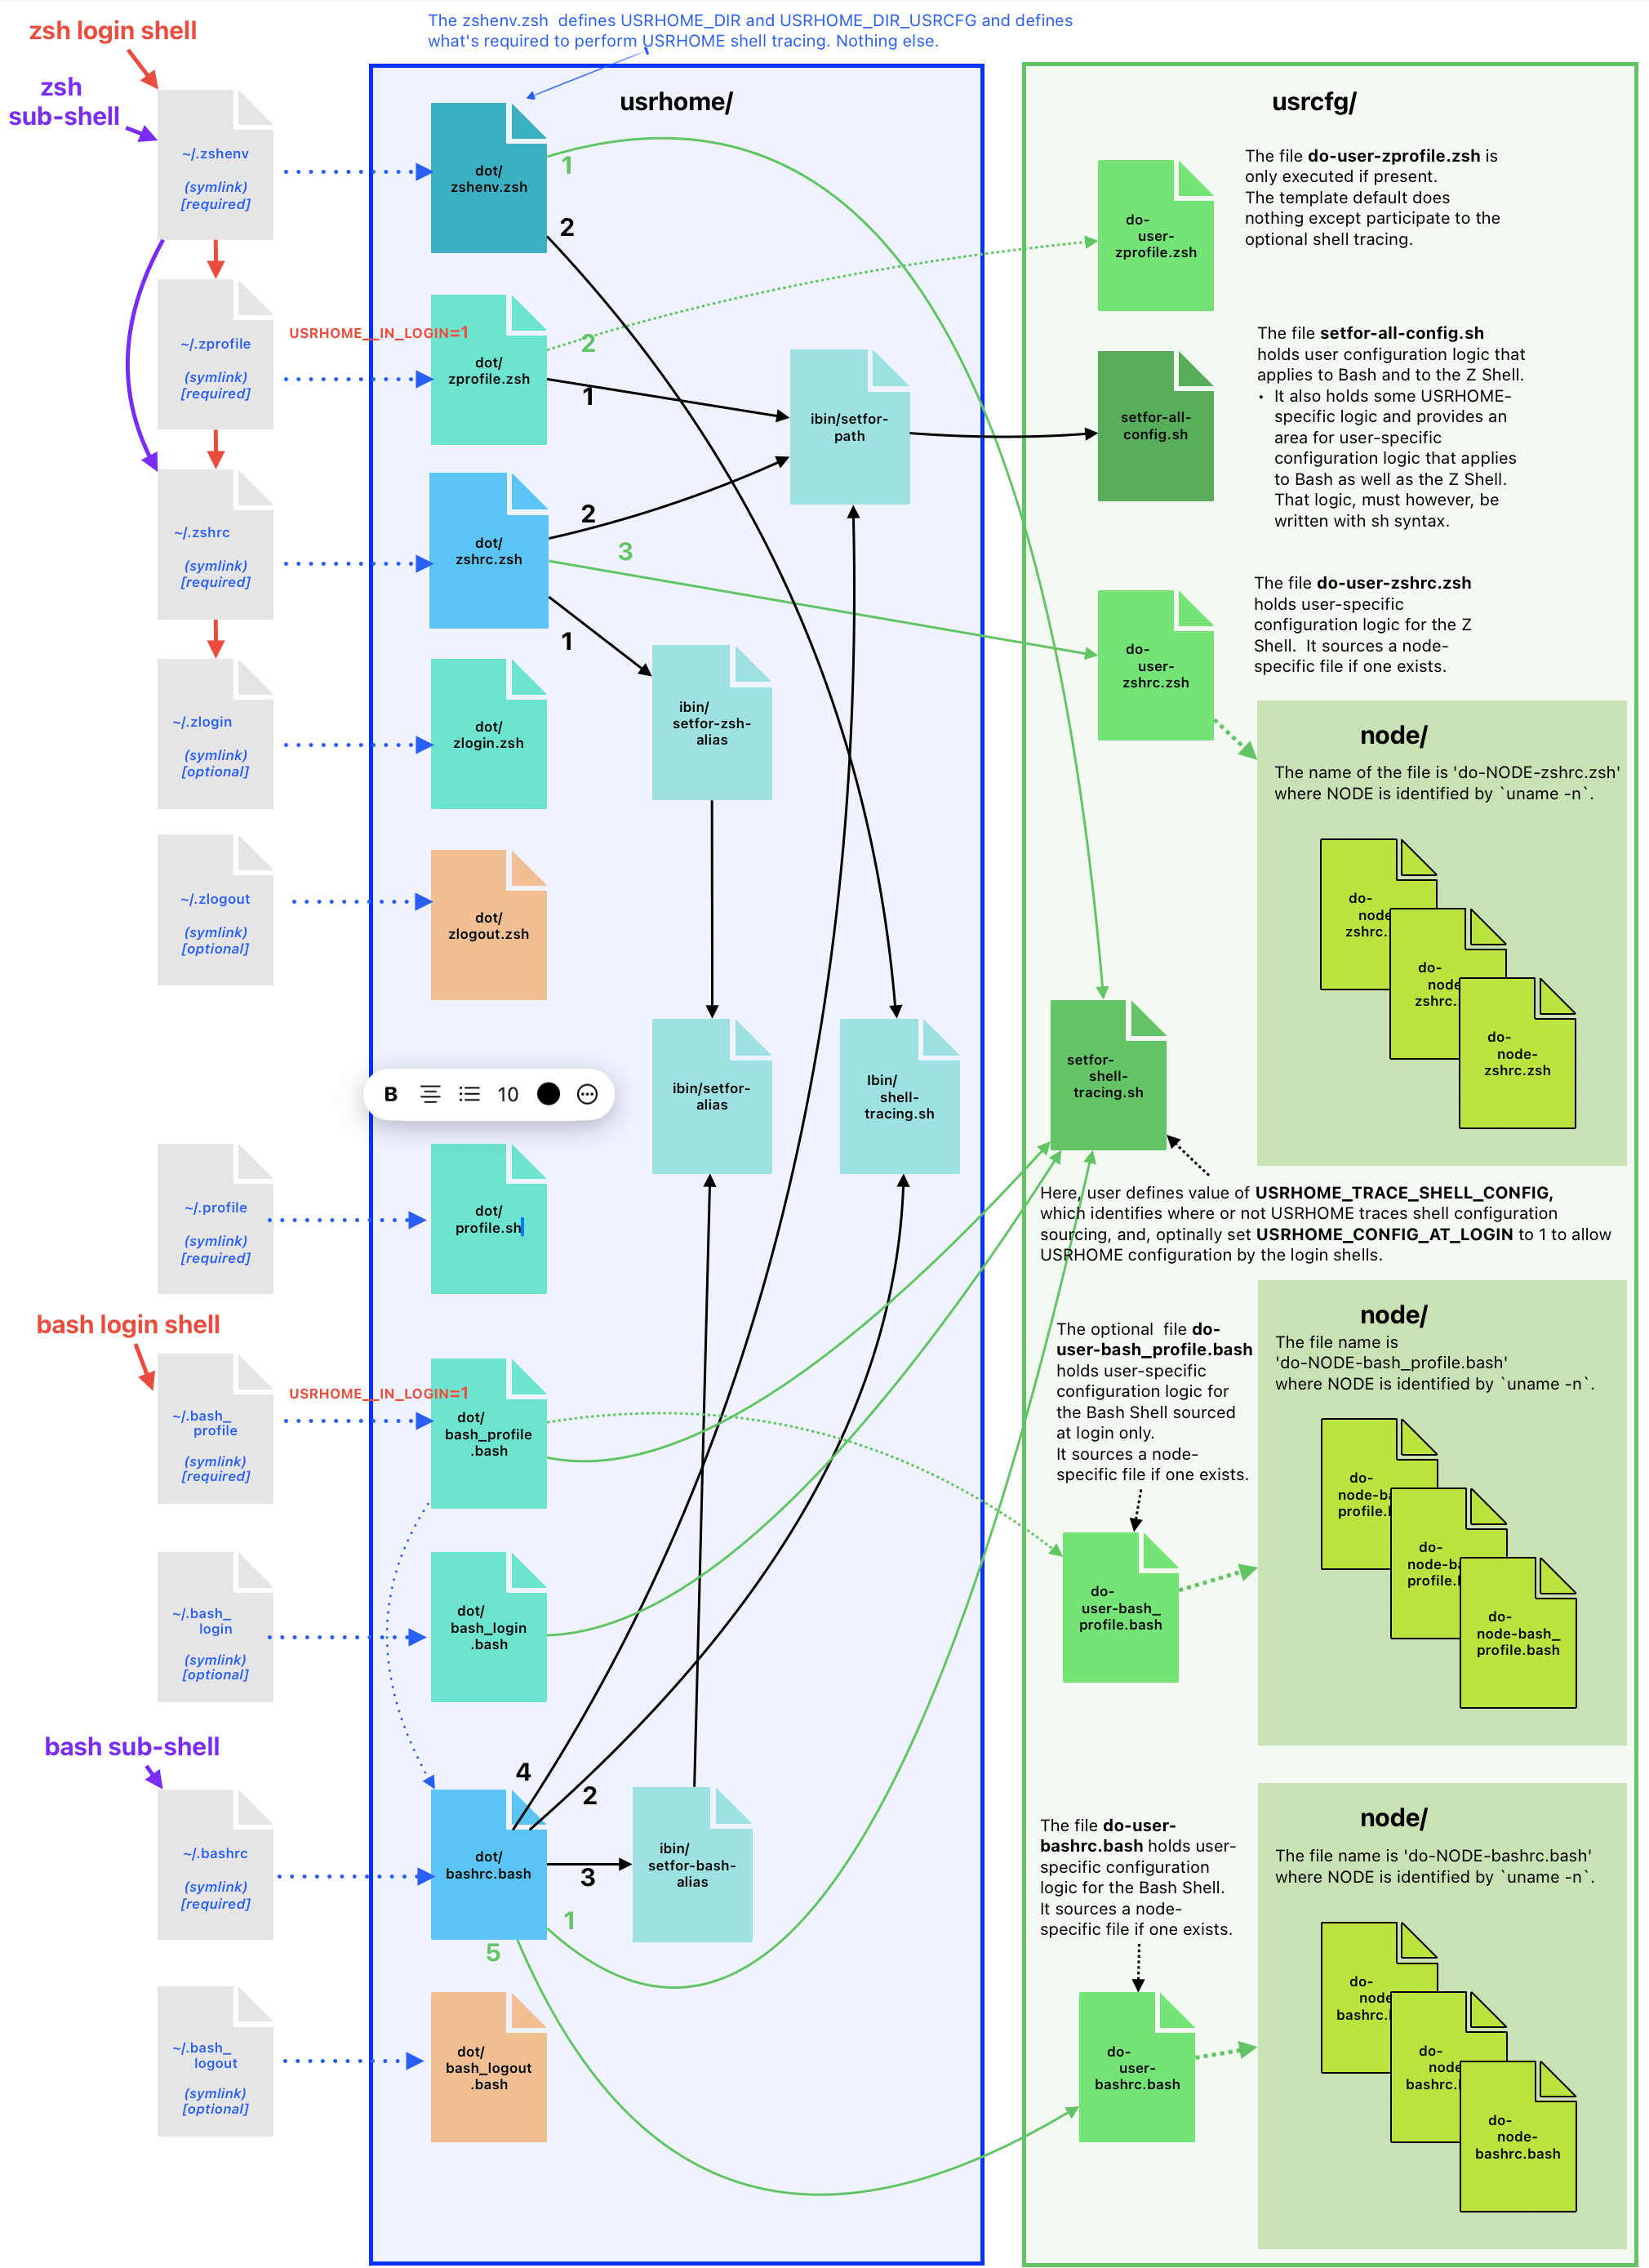 The zshenv.zsh  defines USRHOME_DIR and USRHOME_DIR_USRCFG and defines
what's required to perform USRHOME shell tracing. Nothing else.
zsh login shell
zsh
sub-shell
~/.zshenv
(symlink)
[required]
~/.zprofile
(symlink)
[required]
~/.zshrc
(symlink)
[required]
~/.zlogin
(symlink)
[optional]
~/.zlogout
(symlink)
[optional]
~/.profile
(symlink)
[required]
bash login shell
~/.bash_
profile
(symlink)
[required]
~/.bash_
login
(symlink)
[optional]
bash sub-shell
~/.bashrc
(symlink)
[required]
~/.bash_
logout
(symlink)
[optional]
usrhome/
dot/
zshenv.zsh
1
2
USRHOME__IN_LOGIN=1
dot/
zprofile.zsh
2
1
ibin/setfor-
path
dot/
zshrc.zsh
2
3
1
ibin/
setfor-zsh-
alias
dot/
zlogin.zsh
dot/
zlogout.zsh
ibin/setfor-
alias
Ibin/
shell-
tracing.sh
B
10
dot/
profile.sh
USRHOME__IN_LOGIN=1
dot/
bash_profile
.bash
dot/
bash_login
.bash
4
2
dot/
bashrc.bash
3
1
5
ibin/
setfor-bash-
alias
dot/
bash_logout
.bash
usrcfg/
do-
user-
zprofile.zsh
The file do-user-zprofile.zsh is
only executed if present.
The template default does
nothing except participate to the
optional shell tracing.
setfor-all-
config.sh
The file setfor-all-config.sh
holds user configuration logic that
applies to Bash and to the Z Shell.
• It also holds some USRHOME-
specific logic and provides an
area for user-specific
configuration logic that applies
to Bash as well as the Z Shell.
That logic, must however, be
written with sh syntax.
do-
user-
zshrc.zsh
The file do-user-zshrc.zsh
holds user-specific
configuration logic for the Z
Shell.  It sources a node-
specific file if one exists.
node/
The name of the file is 'do-NODE-zshrc.zsh'
where NODE is identified by `uname -n`.
do-
node
zshrc.
do-
node
zshrc.
do-
node-
zshrc.zsh
setfor-
shell-
tracing.sh
Here, user defines value of USRHOME_TRACE_SHELL_CONFIG,
which identifies where or not USRHOME traces shell configuration
sourcing, and, optinally set USRHOME_CONFIG_AT_LOGIN to 1 to allow
USRHOME configuration by the login shells.
The optional  file do-
user-bash_profile.bash
holds user-specific
configuration logic for
the Bash Shell sourced
at login only.
It sources a node-
specific file if one exists.
do-
user-bash_
profile.bash
node/
The file name is
'do-NODE-bash_profile.bash'
where NODE is identified by `uname -n`.
do-
node-ba
profile.
do-
node-ba
profile.
do-
node-bash_
profile.bash
The file do-user-
bashrc.bash holds user-
specific configuration
logic for the Bash Shell.
It sources a node-
specific file if one exists.
do-
user-
bashrc.bash
node/
The file name is 'do-NODE-bashrc.bash'
where NODE is identified by `uname -n`.
do-
node
bashrc.
do-
node
bashrc.
do-
node-
bashrc.bash